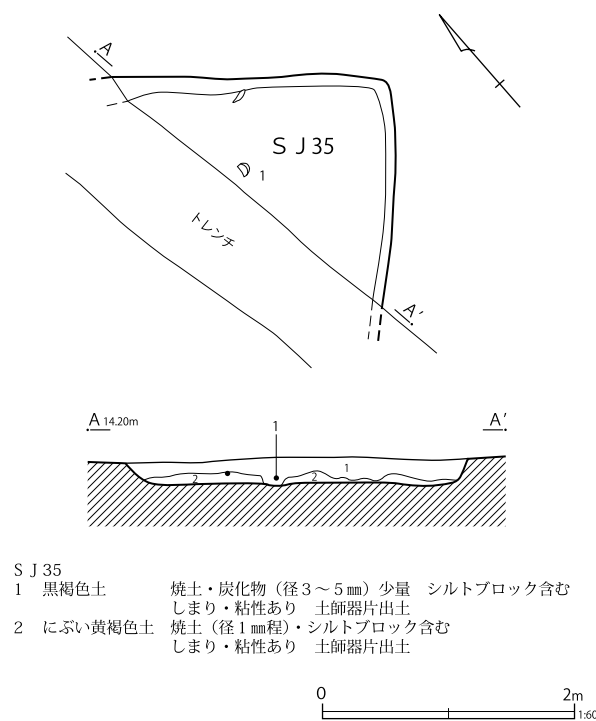 A
ＳＪ35
1
トレンチ
A′
A 14.20m
1
A′
1
2
2
ＳＪ35
1 黒褐色土 焼土・炭化物（径３～５㎜）少量 シルトブロック含む
しまり・粘性あり 土師器片出土
2 にぶい黄褐色土 焼土（径１㎜程）・シルトブロック含む
しまり・粘性あり 土師器片出土
0 2m
1:60